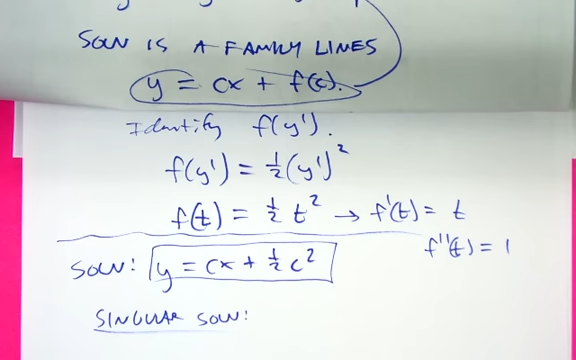 SOLN IS A FAMILY LINES
y = cx + f(c).
Identify f(y').
f(y') = ½(y')²
f(t) = ½ t² → f'(t) = t
f''(t) = 1
SOLN: y = cx + ½ c²
SINGULAR SOLN: